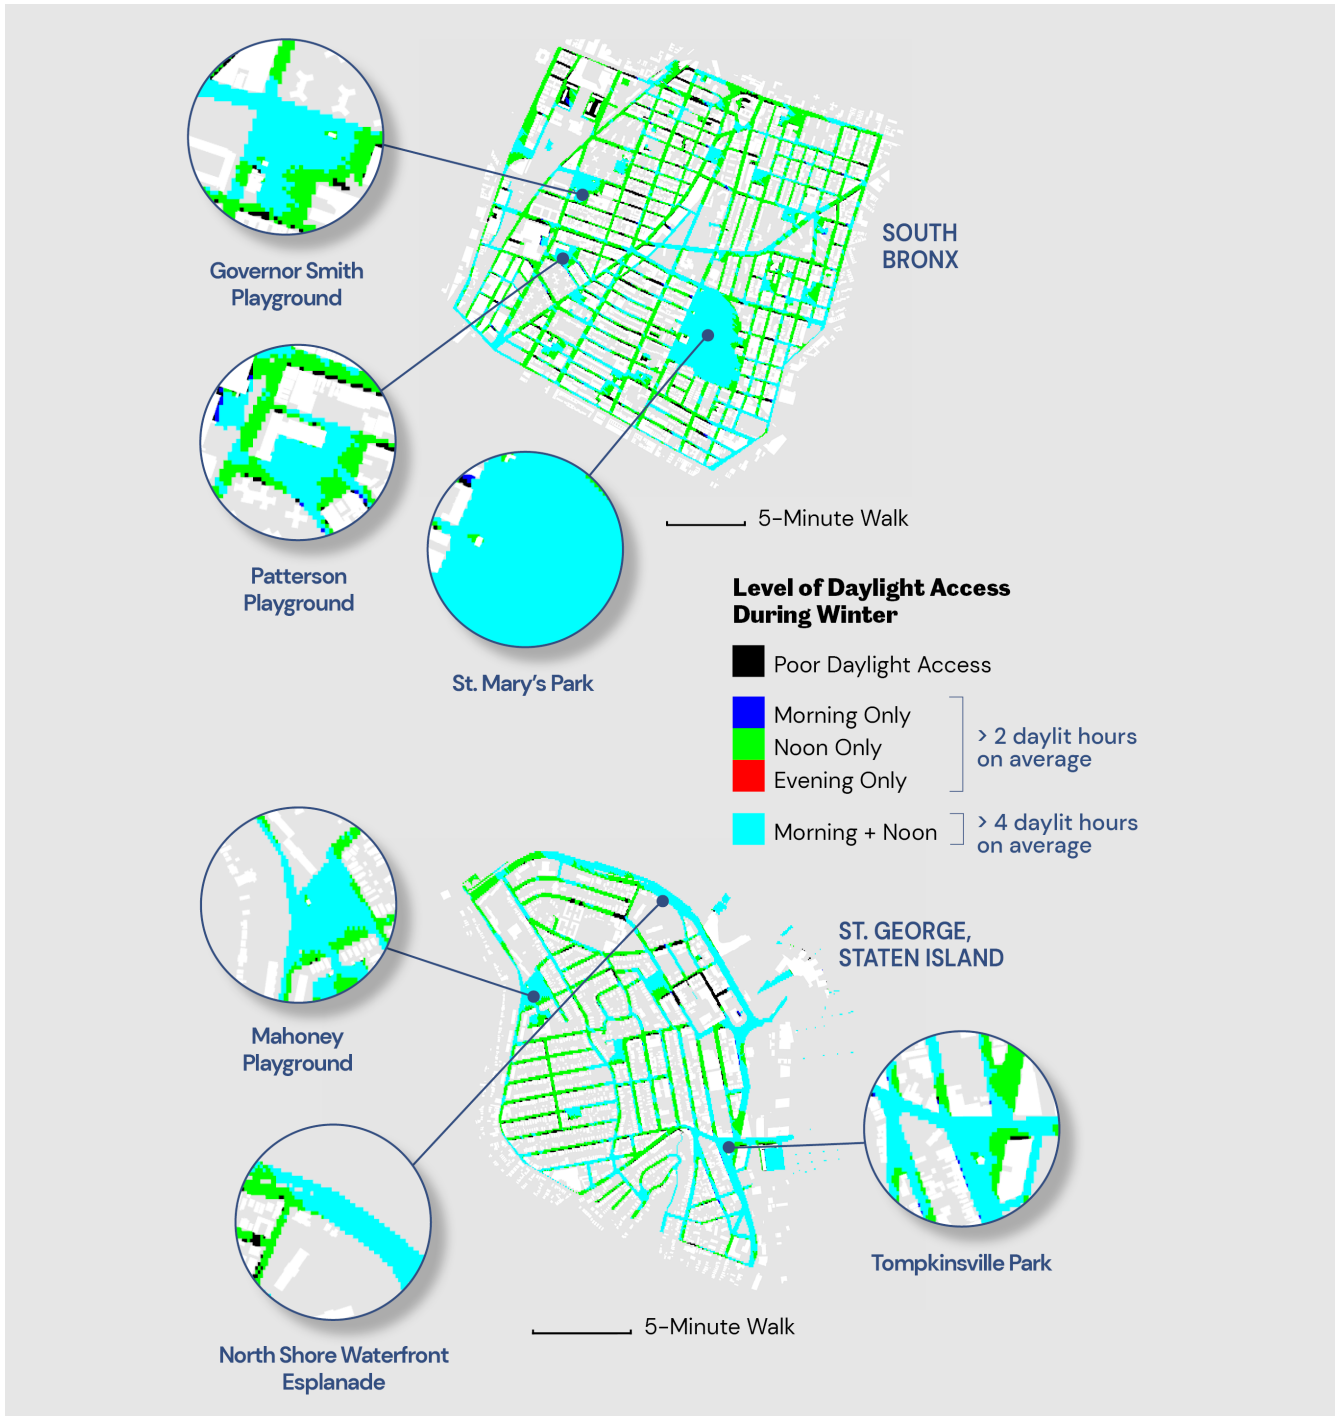 SOUTH
BRONX
Governor Smith
Playground
5-Minute Walk
Patterson
Playground
Level of Daylight Access
During Winter
Poor Daylight Access
St. Mary's Park
Morning Only
Noon Only
Evening Only
> 2 daylit hours
on average
Morning + Noon
> 4 daylit hours
on average
ST. GEORGE,
STATEN ISLAND
Mahoney
Playground
Tompkinsville Park
5-Minute Walk
North Shore Waterfront
Esplanade